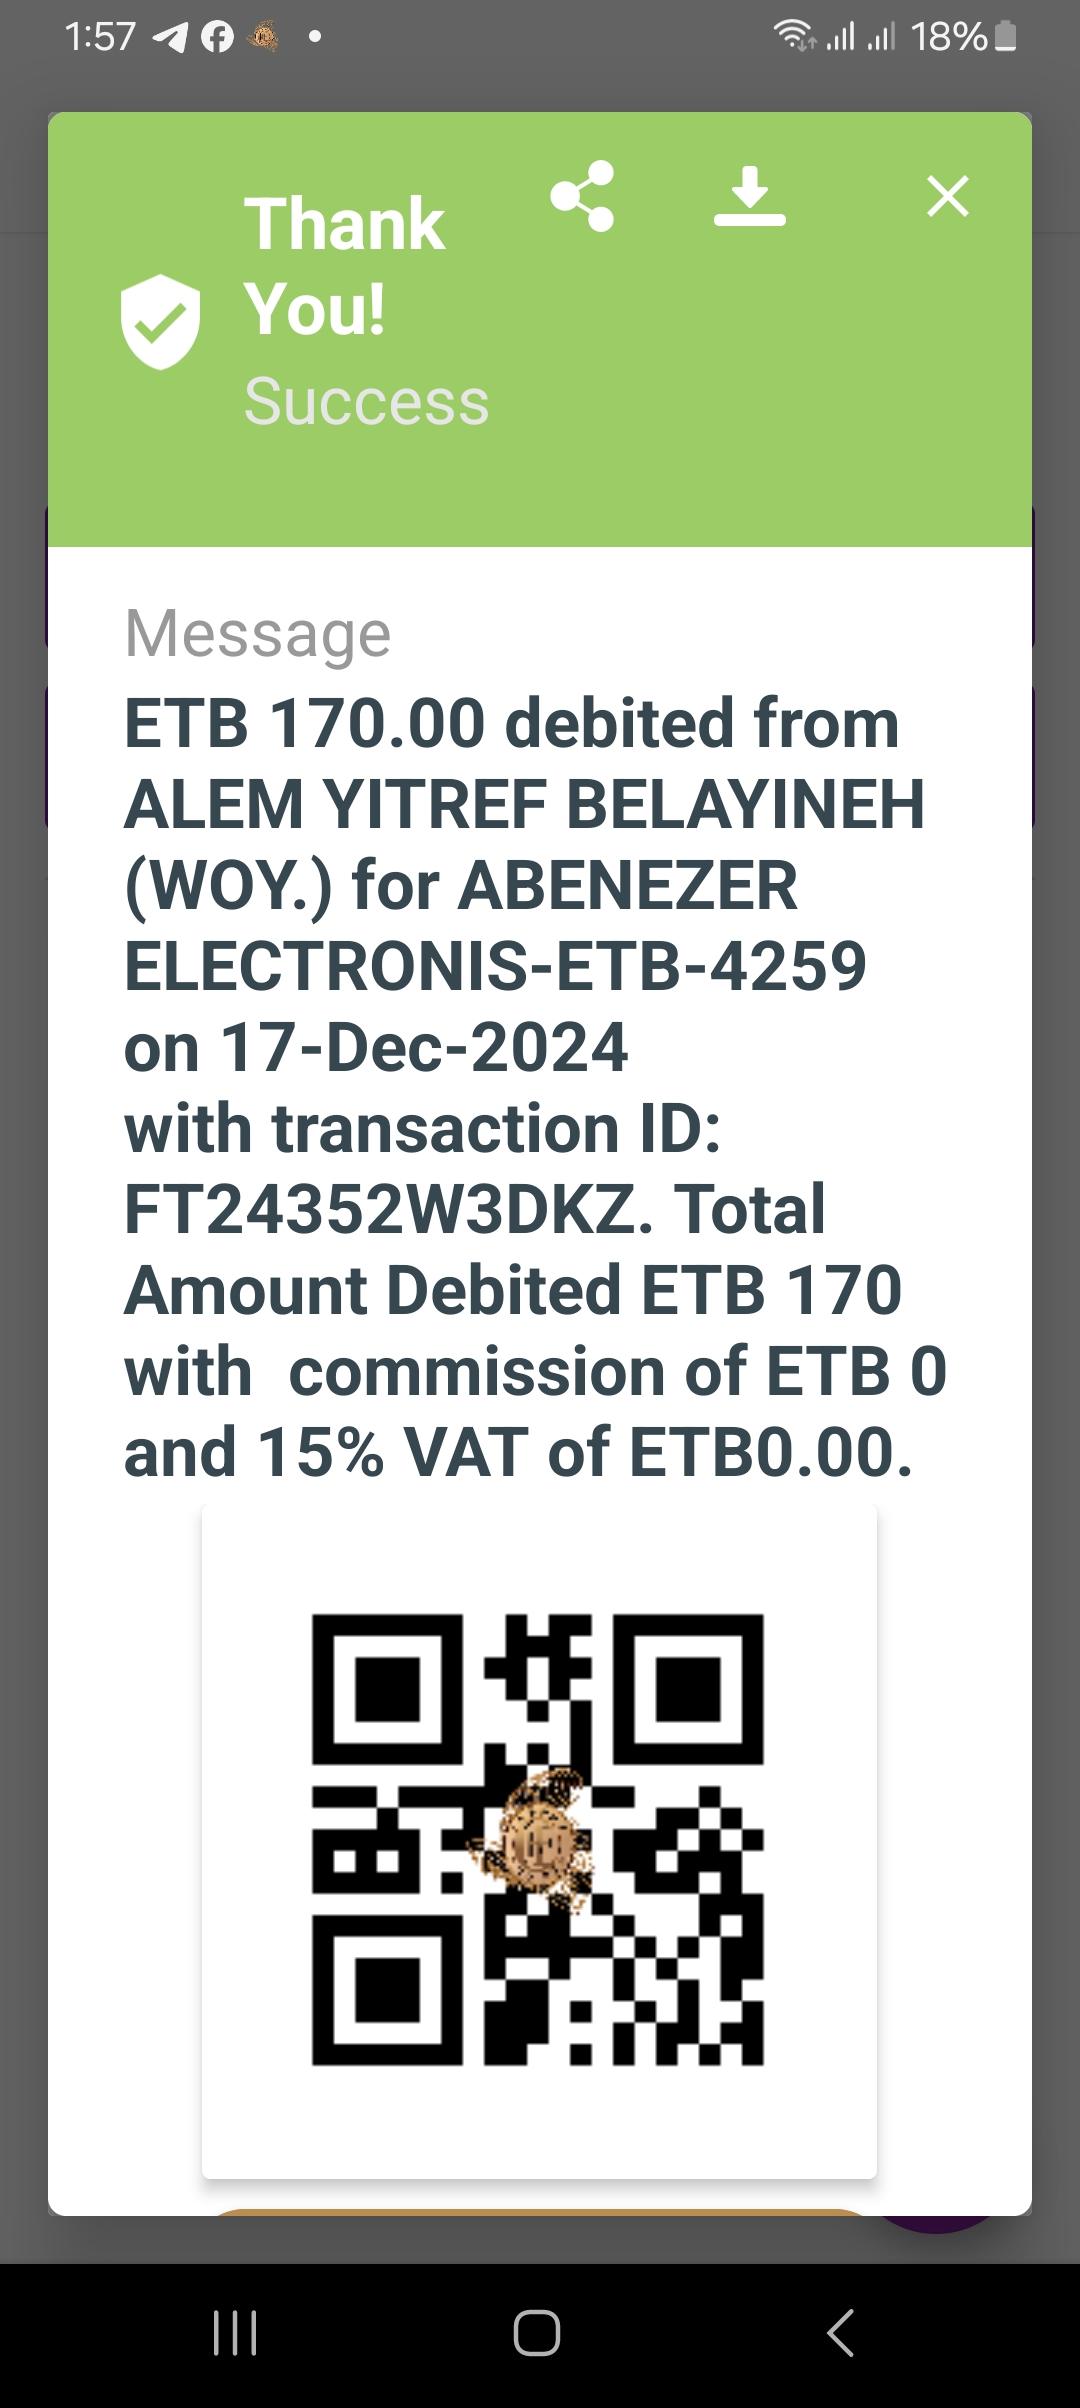 1:57
18%
Thank
You!
Success
Message
ETB 170.00 debited from
ALEM YITREF BELAYINEH
(WOY.) for ABENEZER
ELECTRONIS-ETB-4259
on 17-Dec-2024
with transaction ID:
FT24352W3DKZ. Total
Amount Debited ETB 170
with  commission of ETB 0
and 15% VAT of ETB0.00.